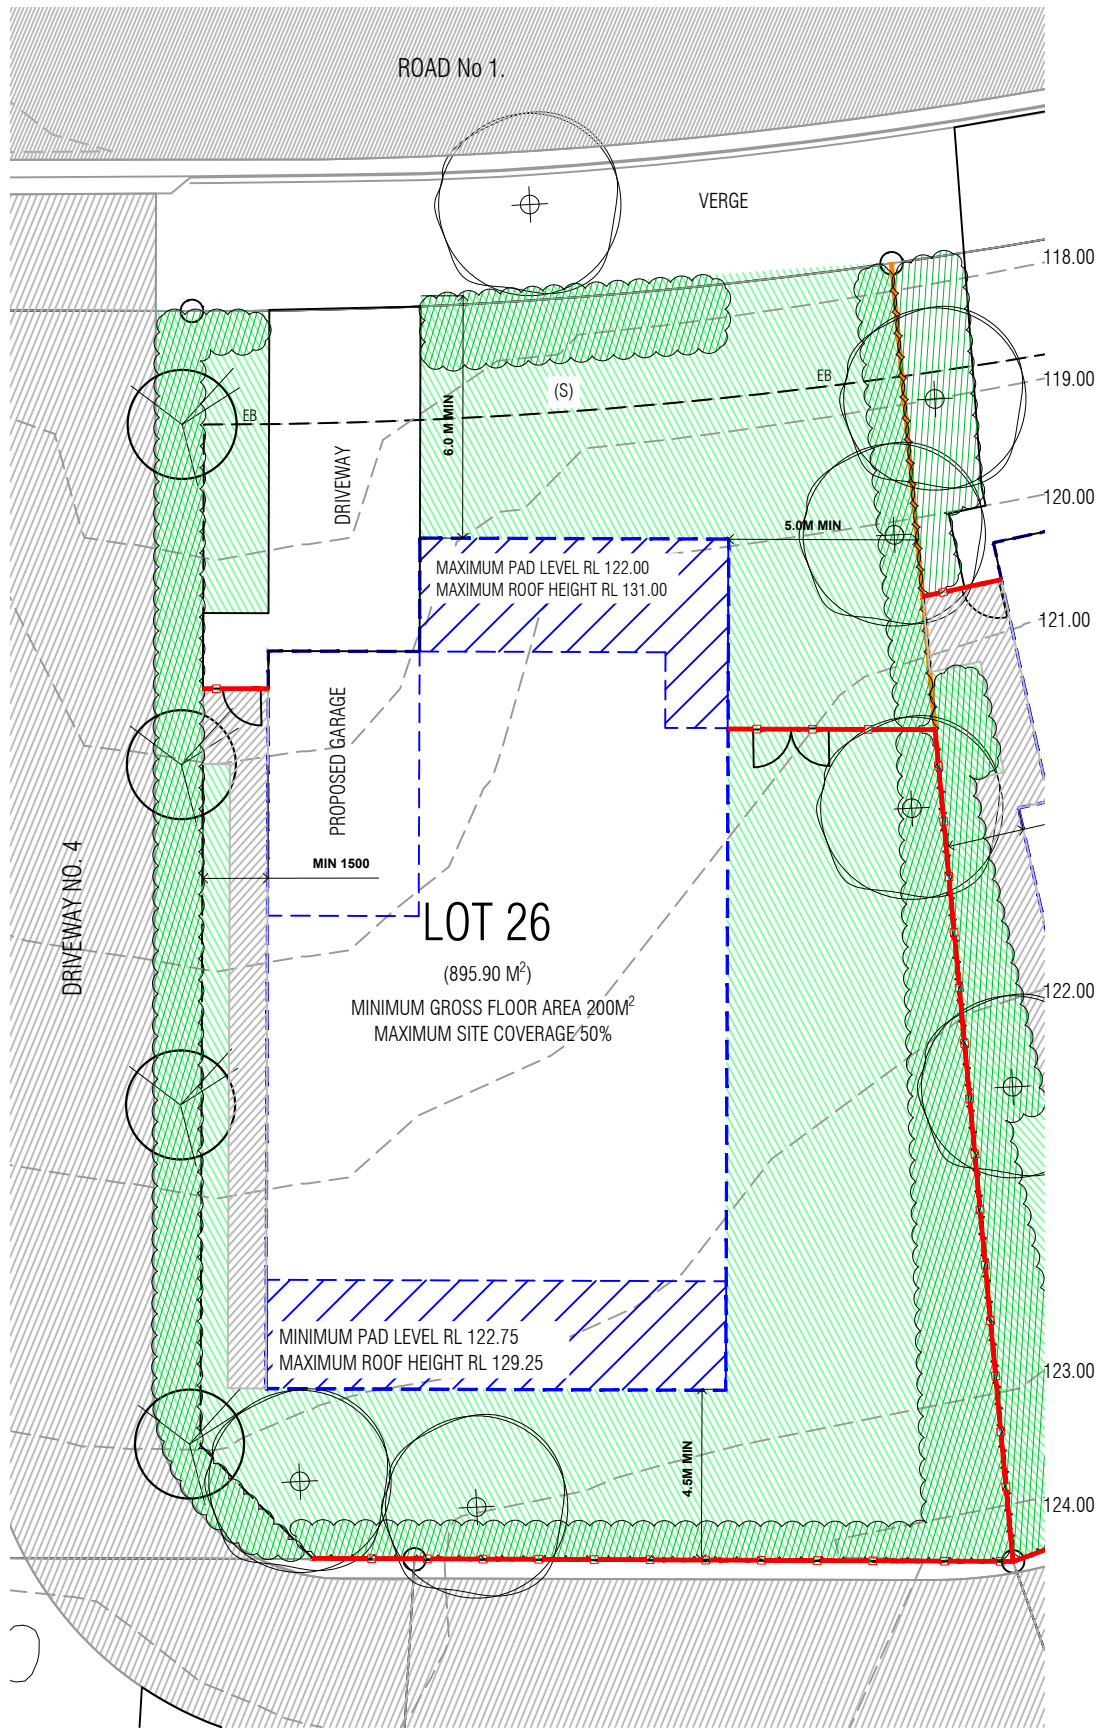 ROAD No 1.
VERGE
118.00
119.00
EB
(S)
EB
6.0 M MIN
DRIVEWAY
120.00
5.0M MIN
MAXIMUM PAD LEVEL RL 122.00
MAXIMUM ROOF HEIGHT RL 131.00
121.00
PROPOSED GARAGE
MIN 1500
DRIVEWAY NO. 4
LOT 26
(895.90 M²)
122.00
MINIMUM GROSS FLOOR AREA 200M²
MAXIMUM SITE COVERAGE 50%
MINIMUM PAD LEVEL RL 122.75
MAXIMUM ROOF HEIGHT RL 129.25
123.00
4.5M MIN
124.00